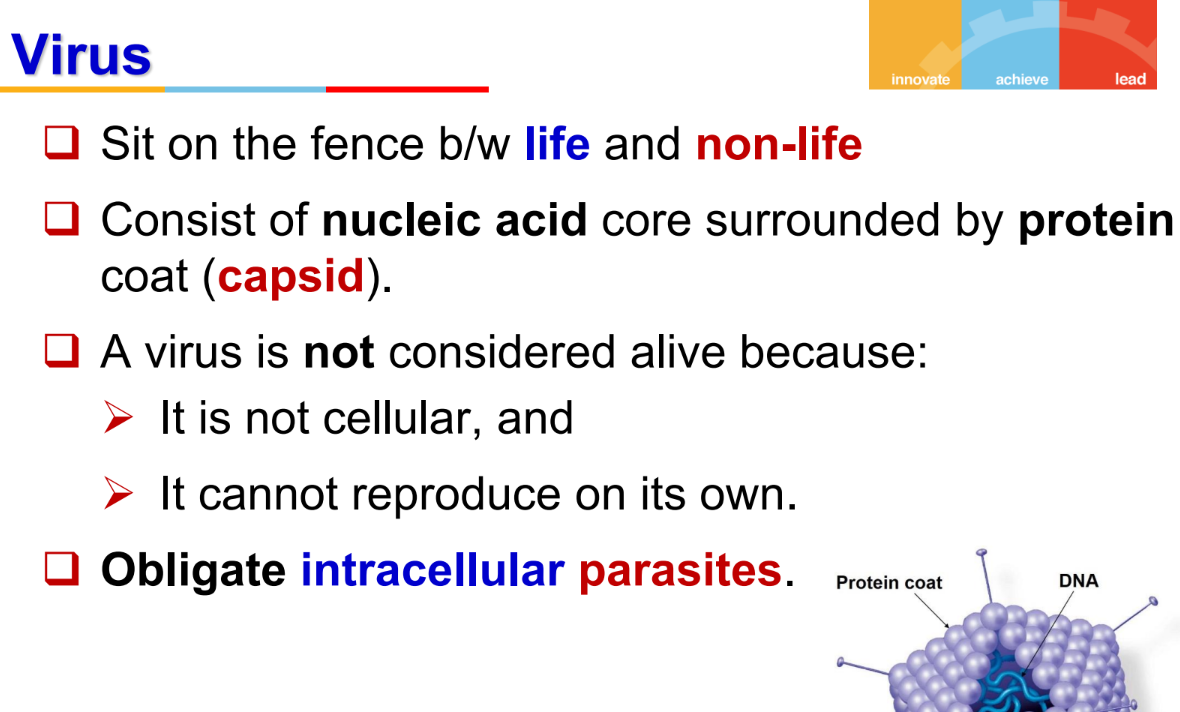 Virus
innovate achieve lead
Sit on the fence b/w life and non-life
Consist of nucleic acid core surrounded by protein
coat (capsid).
A virus is not considered alive because:
It is not cellular, and
It cannot reproduce on its own.
Obligate intracellular parasites.
Protein coat
DNA